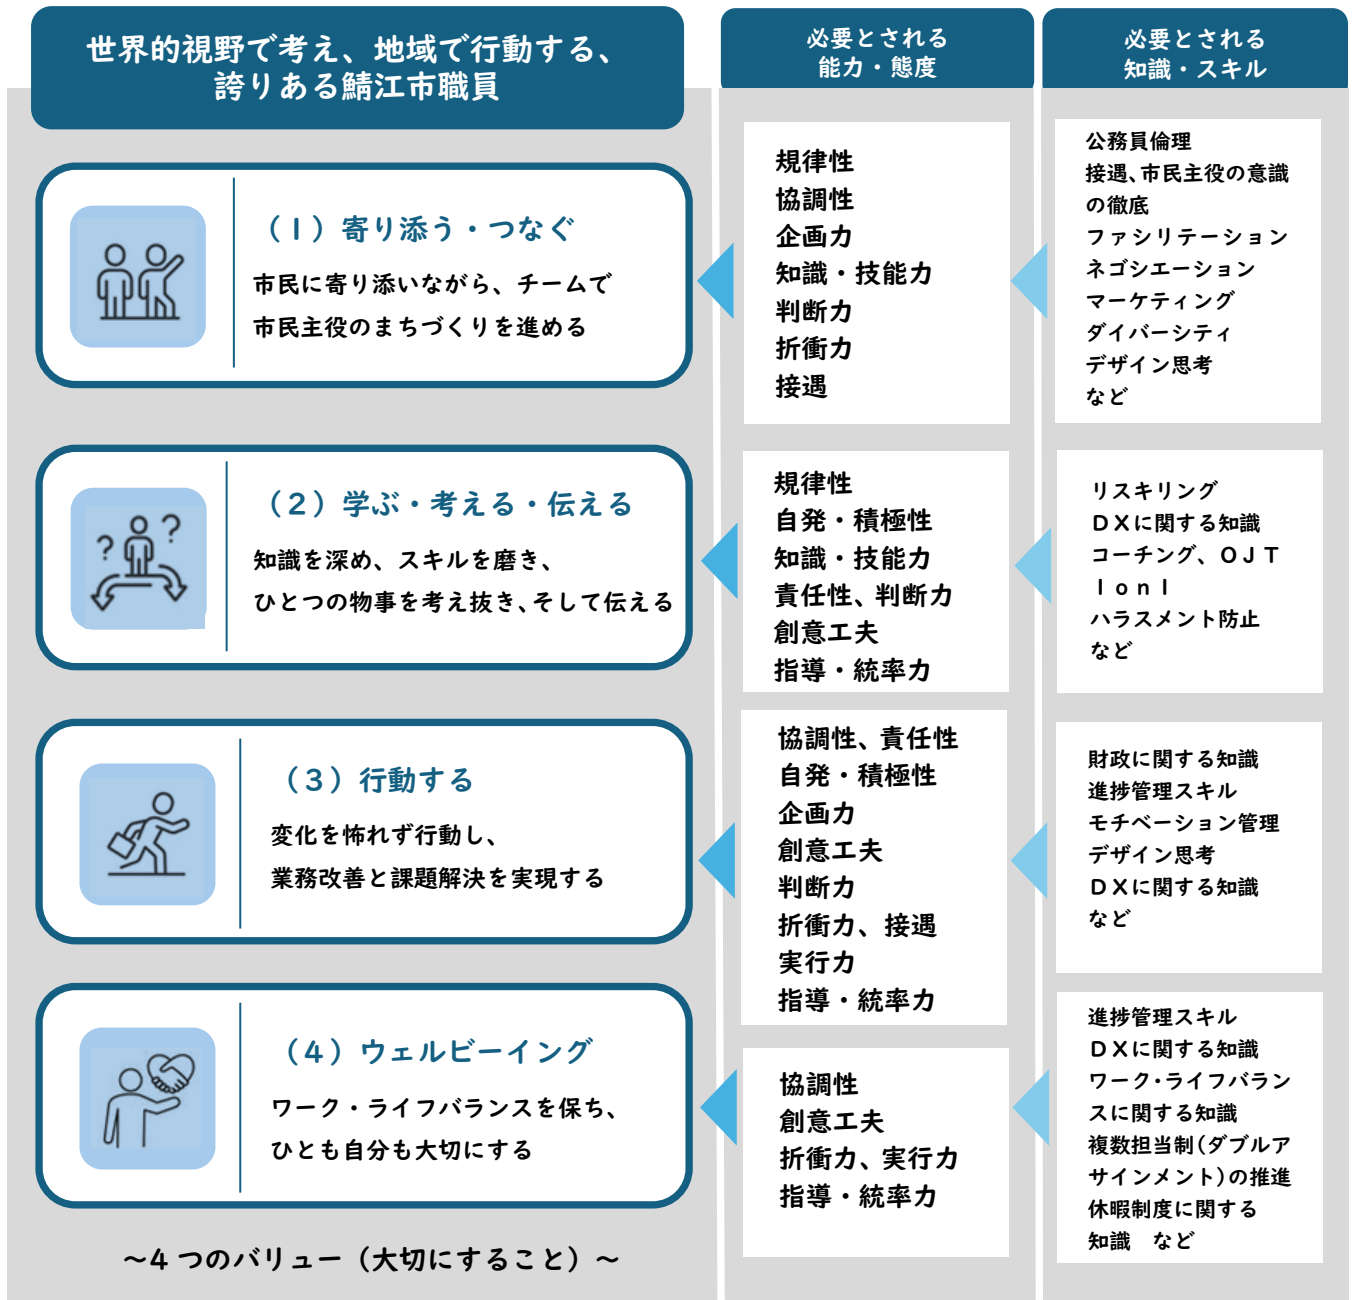 世界的視野で考え、地域で行動する、
誇りある鯖江市職員
必要とされる
能力・態度
必要とされる
知識・スキル
（１）寄り添う・つなぐ
市民に寄り添いながら、チームで
市民主役のまちづくりを進める
規律性
協調性
企画力
知識・技能力
判断力
折衝力
接遇
公務員倫理
接遇、市民主役の意識
の徹底
ファシリテーション
ネゴシエーション
マーケティング
ダイバーシティ
デザイン思考
など
（２）学ぶ・考える・伝える
知識を深め、スキルを磨き、
ひとつの物事を考え抜き、そして伝える
規律性
自発・積極性
知識・技能力
責任性、判断力
創意工夫
指導・統率力
リスキリング
ＤＸに関する知識
コーチング、ＯＪＴ
１ｏｎ１
ハラスメント防止
など
（３）行動する
変化を怖れず行動し、
業務改善と課題解決を実現する
協調性、責任性
自発・積極性
企画力
創意工夫
判断力
折衝力、接遇
実行力
指導・統率力
財政に関する知識
進捗管理スキル
モチベーション管理
デザイン思考
ＤＸに関する知識
など
（４）ウェルビーイング
ワーク・ライフバランスを保ち、
ひとも自分も大切にする
協調性
創意工夫
折衝力、実行力
指導・統率力
進捗管理スキル
ＤＸに関する知識
ワーク・ライフバラン
スに関する知識
複数担当制（ダブルア
サインメント）の推進
休暇制度に関する
知識　など
～４つのバリュー（大切にすること）～
? ?